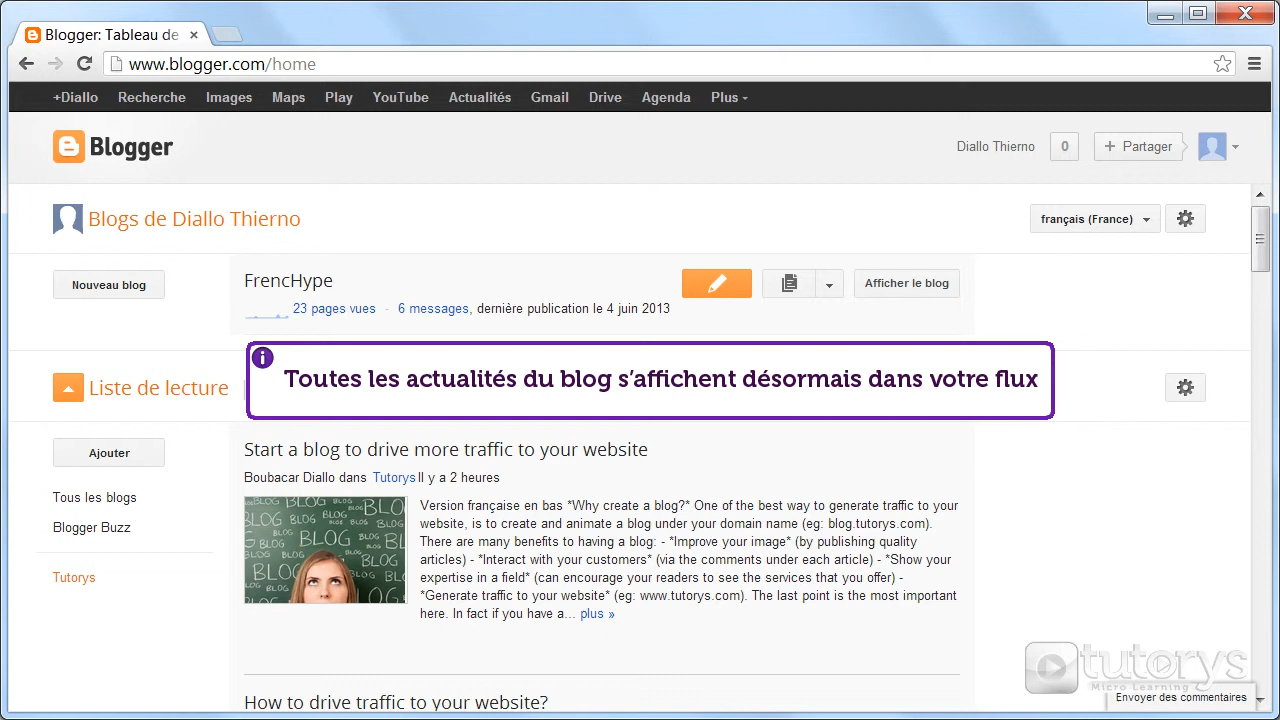 Blogger: Tableau de
www.blogger.com/home
+Diallo Recherche Images Maps Play YouTube Actualités Gmail Drive Agenda Plus
Blogger
Diallo Thierno 0 + Partager
Blogs de Diallo Thierno
français (France)
Nouveau blog
FrencHype
Afficher le blog
23 pages vues - 6 messages, dernière publication le 4 juin 2013
i
Toutes les actualités du blog s’affichent désormais dans votre flux
Liste de lecture
Ajouter
Tous les blogs
Blogger Buzz
Tutorys
Start a blog to drive more traffic to your website
Boubacar Diallo dans Tutorys Il y a 2 heures
BLOG
Version française en bas *Why create a blog?* One of the best way to generate traffic to your
website, is to create and animate a blog under your domain name (eg: blog.tutorys.com).
There are many benefits to having a blog: - *Improve your image* (by publishing quality
articles) - *Interact with your customers* (via the comments under each article) - *Show your
expertise in a field* (can encourage your readers to see the services that you offer) -
*Generate traffic to your website* (eg: www.tutorys.com). The last point is the most important
here. In fact if you have a... plus »
How to drive traffic to your website?
tutorys
Micro Learning
Envoyer des commentaires